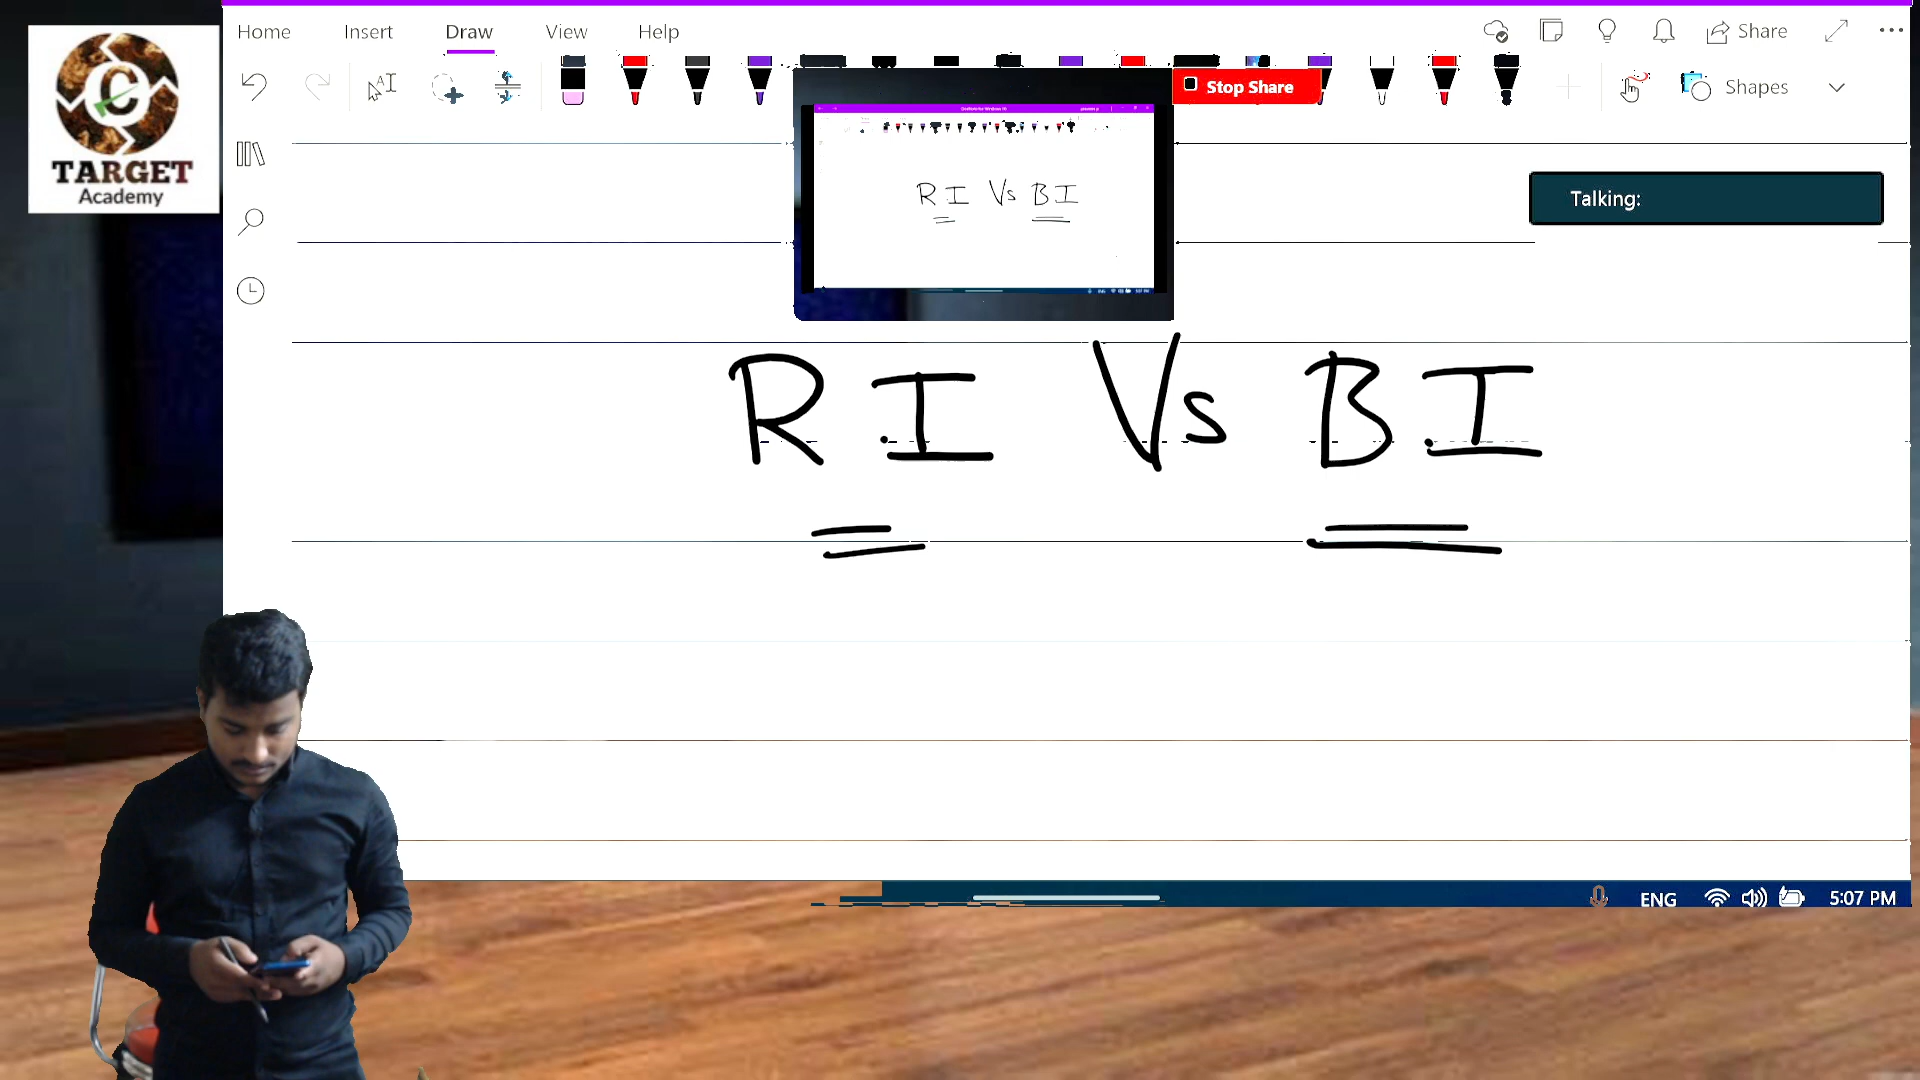 TARGET
Academy
Home Insert Draw View Help
Share
Stop Share
Shapes
Talking:
RI Vs BI
R.I Vs B.I
ENG 5:07 PM